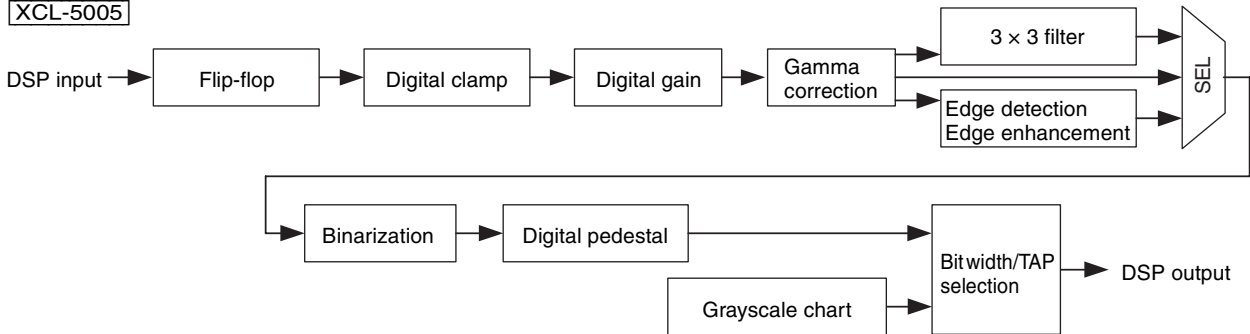 XCL-5005
DSP input
Flip-flop
Digital clamp
Digital gain
Gamma
correction
3 × 3 filter
Edge detection
Edge enhancement
SEL
Binarization
Digital pedestal
Grayscale chart
Bit width/TAP
selection
DSP output